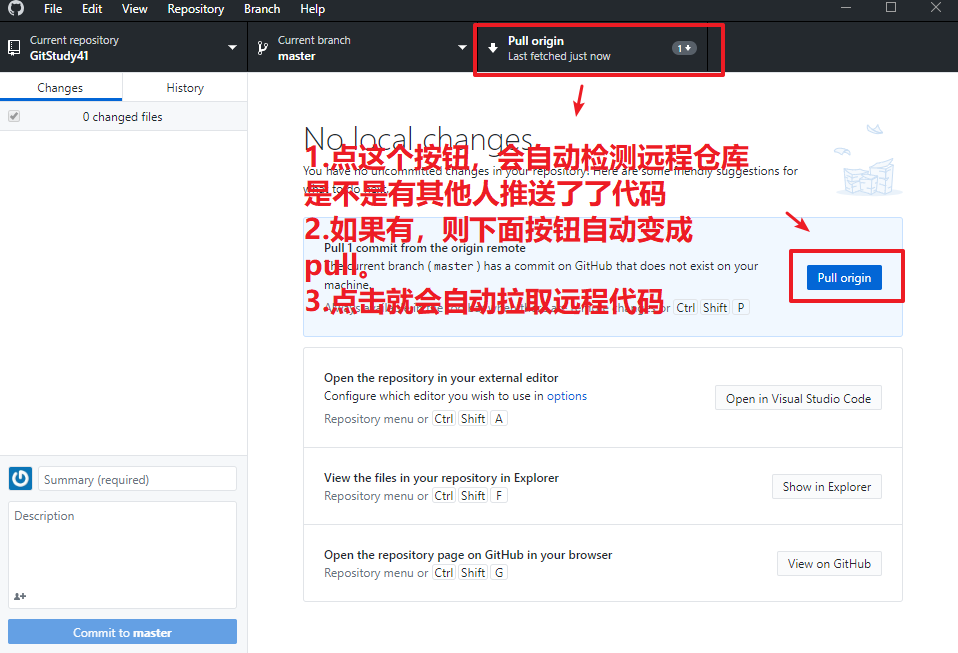 File Edit View Repository Branch Help
Current repository
GitStudy41
Current branch
master
Pull origin
Last fetched just now
1
Changes
History
0 changed files
No local changes
1.点这个按钮，会自动检测远程仓库
You have no uncommitted changes in your repository. Here are some friendly suggestions for
是不是有其他人推送了了代码
what to do next.
2.如果有，则下面按钮自动变成
pull。
3.点击就会自动拉取远程代码
Pull 1 commit from the origin remote
The current branch (master) has a commit on GitHub that does not exist on your
machine.
or Ctrl Shift P
Pull origin
Open the repository in your external editor
Configure which editor you wish to use in options
Repository menu or Ctrl Shift A
Open in Visual Studio Code
View the files in your repository in Explorer
Repository menu or Ctrl Shift F
Show in Explorer
Open the repository page on GitHub in your browser
Repository menu or Ctrl Shift G
View on GitHub
Summary (required)
Description
Commit to master